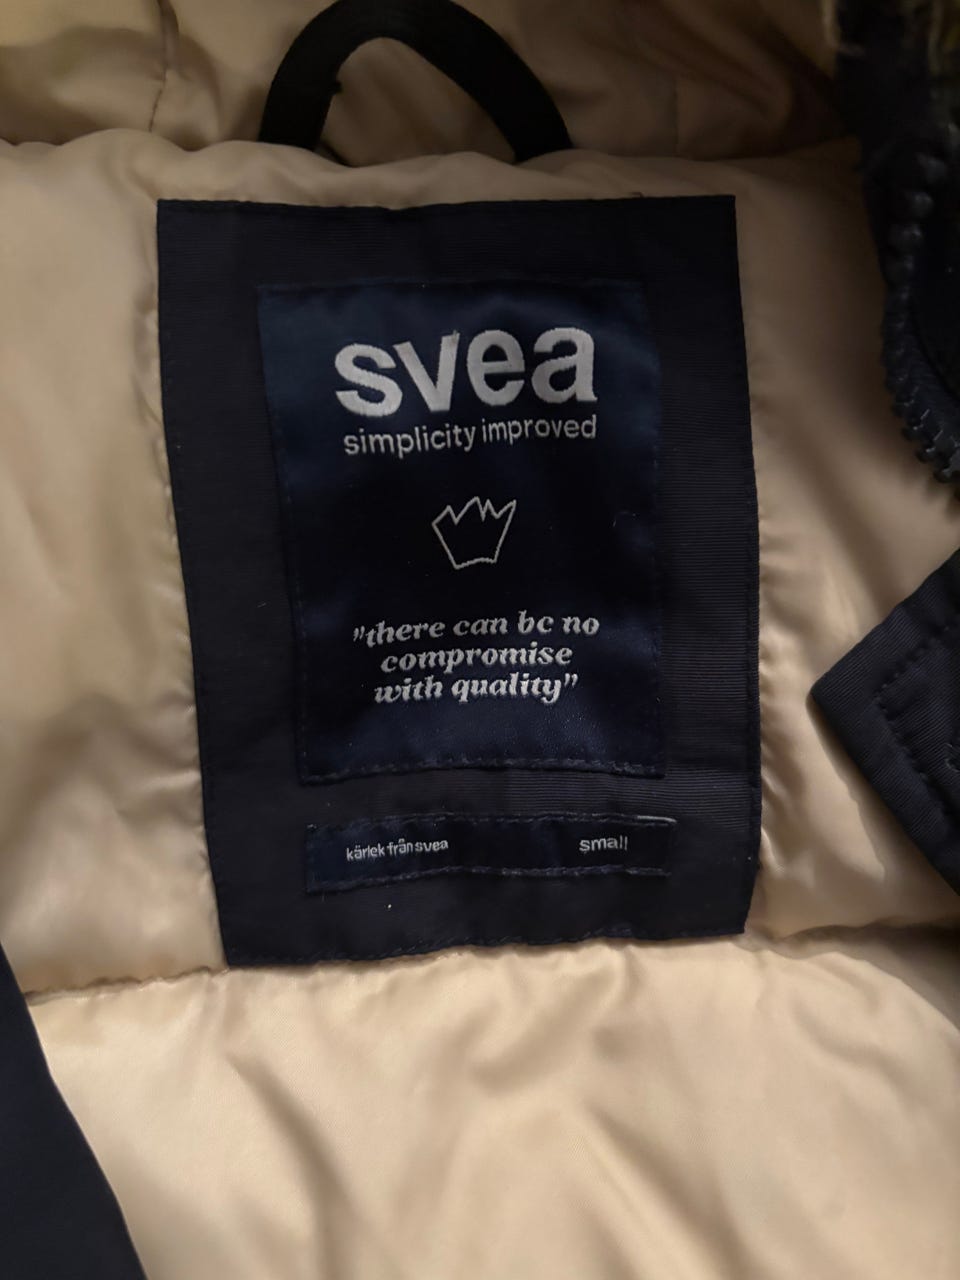 svea
simplicity improved
"there can be no
compromise
with quality"
kärlek från svea
small